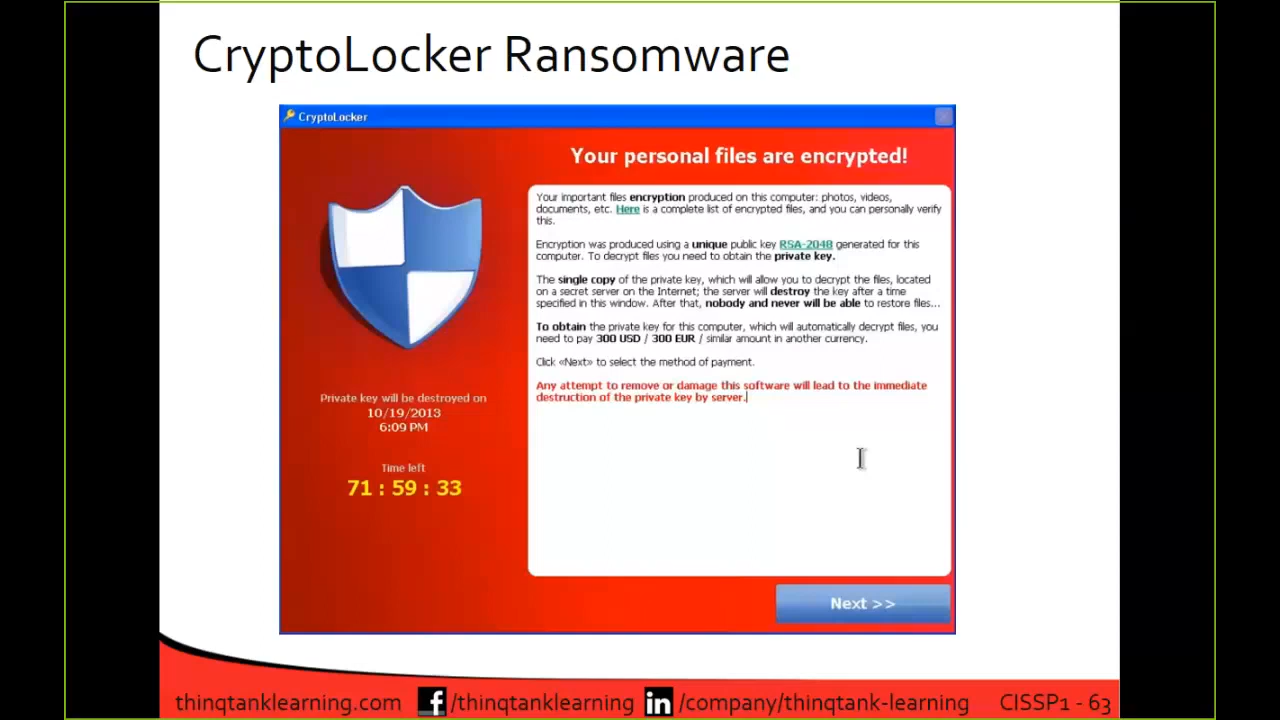 CryptoLocker Ransomware
CryptoLocker
Your personal files are encrypted!
Your important files encryption produced on this computer: photos, videos,
documents, etc. Here is a complete list of encrypted files, and you can personally verify
this.
Encryption was produced using a unique public key RSA-2048 generated for this
computer. To decrypt files you need to obtain the private key.
The single copy of the private key, which will allow you to decrypt the files, located
on a secret server on the Internet; the server will destroy the key after a time
specified in this window. After that, nobody and never will be able to restore files...
To obtain the private key for this computer, which will automatically decrypt files, you
need to pay 300 USD / 300 EUR / similar amount in another currency.
Click «Next» to select the method of payment.
Any attempt to remove or damage this software will lead to the immediate
destruction of the private key by server.
Private key will be destroyed on
10/19/2013
6:09 PM
Time left
71 : 59 : 33
Next >>
thinqtanklearning.com f /thinqtanklearning in /company/thinqtank-learning CISSP1 - 63